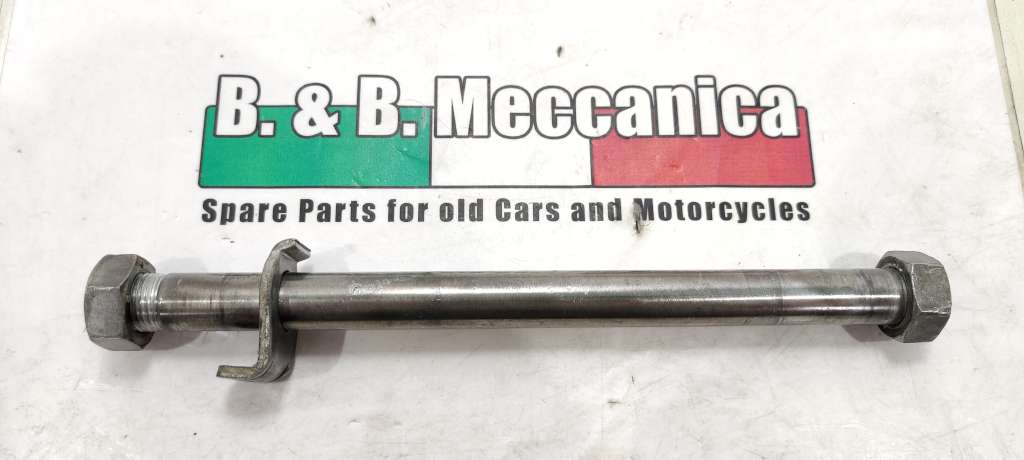 B. & B. Meccanica
Spare Parts for old Cars and Motorcycles